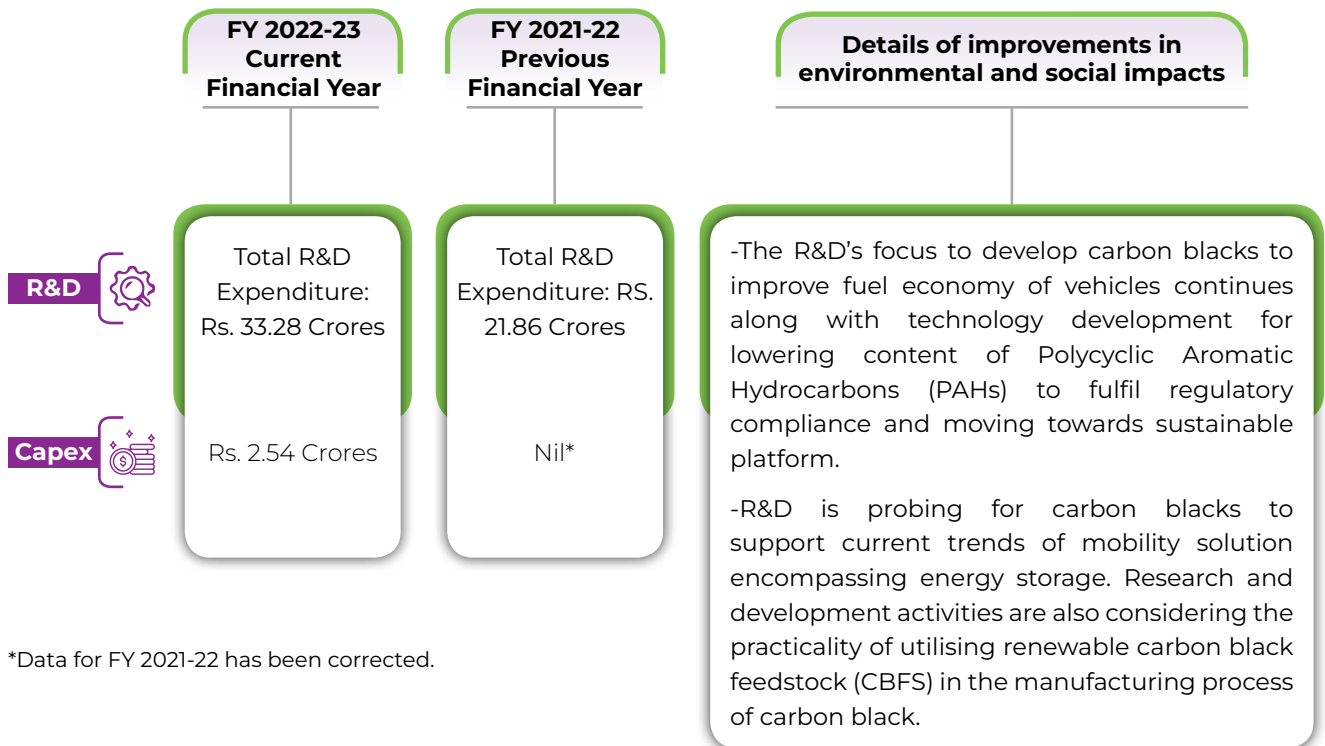 FY 2022-23
Current
Financial Year
FY 2021-22
Previous
Financial Year
Details of improvements in
environmental and social impacts
R&D
Total R&D
Expenditure:
Rs. 33.28 Crores
Total R&D
Expenditure: RS.
21.86 Crores
Capex
Rs. 2.54 Crores
Nil*
-The R&D's focus to develop carbon blacks to
improve fuel economy of vehicles continues
along with technology development for
lowering content of Polycyclic Aromatic
Hydrocarbons (PAHs) to fulfil regulatory
compliance and moving towards sustainable
platform.
-R&D is probing for carbon blacks to
support current trends of mobility solution
encompassing energy storage. Research and
development activities are also considering the
practicality of utilising renewable carbon black
feedstock (CBFS) in the manufacturing process
of carbon black.
*Data for FY 2021-22 has been corrected.